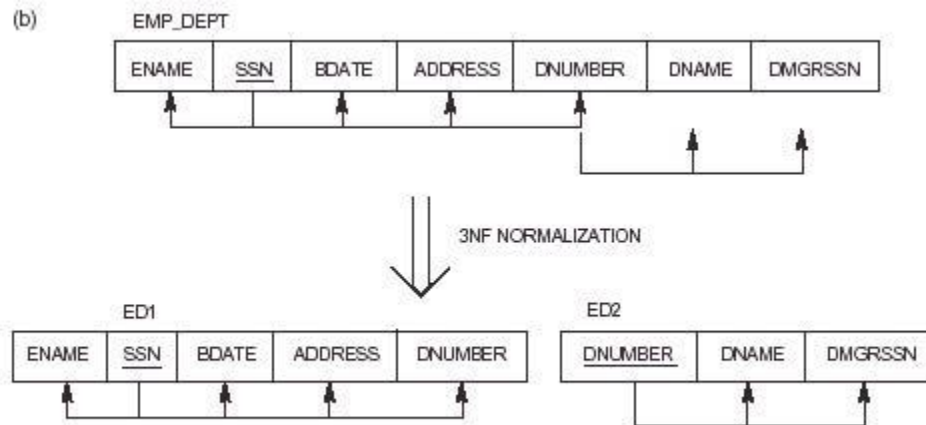 (b)
EMP_DEPT
ENAME SSN BDATE ADDRESS DNUMBER DNAME DMGRSSN
3NF NORMALIZATION
ED1
ENAME SSN BDATE ADDRESS DNUMBER
ED2
DNUMBER DNAME DMGRSSN